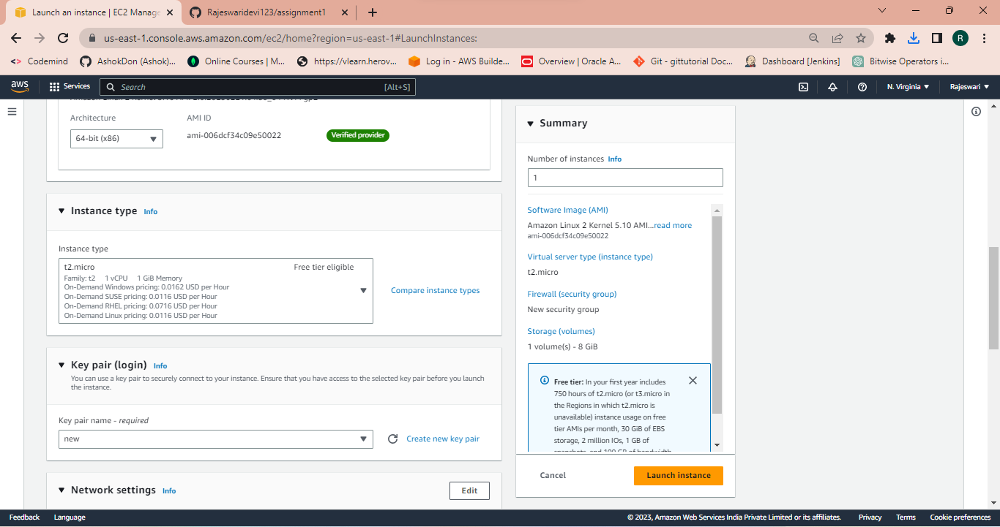 Launch an instance | EC2 Manage
Rajeswaridevi123/assignment1
us-east-1.console.aws.amazon.com/ec2/home?region=us-east-1#LaunchInstances:
R
Codemind
AshokDon (Ashok)...
Online Courses | M...
https://vlearn.herov...
Log in - AWS Builde...
Overview | Oracle A...
Git - gittutorial Doc...
Dashboard [Jenkins]
Bitwise Operators i...
aws
Services
Search
[Alt+S]
N. Virginia
Rajeswari
Architecture
AMI ID
64-bit (x86)
ami-006dcf34c09e50022
Verified provider
Instance type Info
Instance type
t2.micro
Free tier eligible
Family: t2 1 vCPU 1 GiB Memory
On-Demand Windows pricing: 0.0162 USD per Hour
On-Demand SUSE pricing: 0.0116 USD per Hour
On-Demand RHEL pricing: 0.0716 USD per Hour
On-Demand Linux pricing: 0.0116 USD per Hour
Compare instance types
Key pair (login) Info
You can use a key pair to securely connect to your instance. Ensure that you have access to the selected key pair before you launch
the instance.
Key pair name - required
new
Create new key pair
Network settings Info
Edit
Summary
Number of instances Info
1
Software Image (AMI)
Amazon Linux 2 Kernel 5.10 AMI...read more
ami-006dcf34c09e50022
Virtual server type (instance type)
t2.micro
Firewall (security group)
New security group
Storage (volumes)
1 volume(s) - 8 GiB
Free tier: In your first year includes
750 hours of t2.micro (or t3.micro in
the Regions in which t2.micro is
unavailable) instance usage on free
tier AMIs per month, 30 GiB of EBS
storage, 2 million IOs, 1 GB of
snapshots, and 100 GB of bandwidth
Cancel
Launch instance
Feedback
Language
© 2023, Amazon Web Services India Private Limited or its affiliates.
Privacy
Terms
Cookie preferences